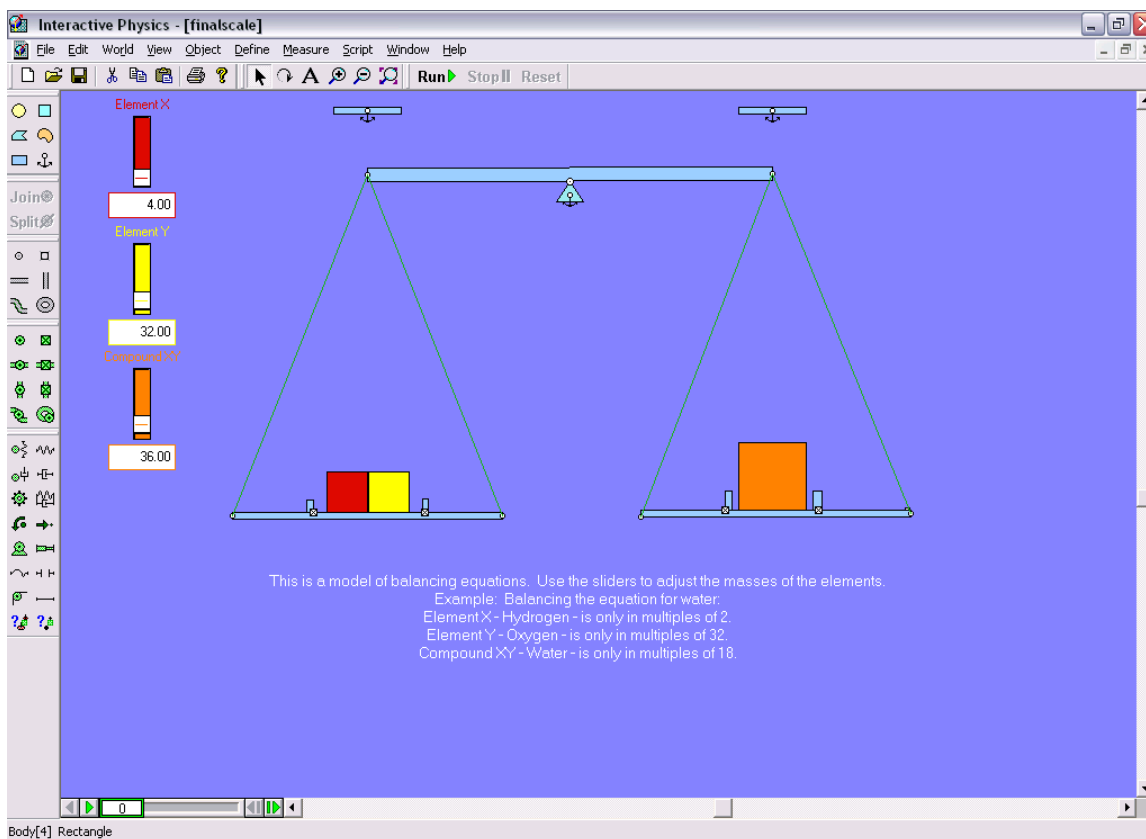 Interactive Physics - [finalscale]
File Edit World View Object Define Measure Script Window Help
A Run Stop Reset
Element X
4.00
Join
Split
Element Y
32.00
Compound XY
36.00
This is a model of balancing equations. Use the sliders to adjust the masses of the elements.
Example: Balancing the equation for water:
Element X - Hydrogen - is only in multiples of 2.
Element Y - Oxygen - is only in multiples of 32.
Compound XY - Water - is only in multiples of 18.
0
Body[4] Rectangle